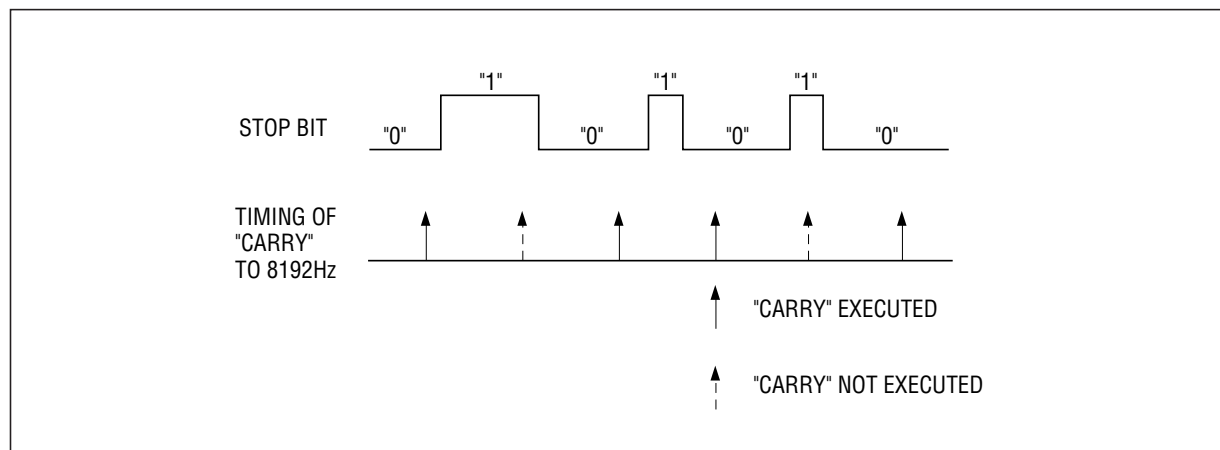 "1" "1" "1"
STOP BIT
"0" "0" "0" "0"
TIMING OF
"CARRY"
TO 8192Hz
"CARRY" EXECUTED
"CARRY" NOT EXECUTED